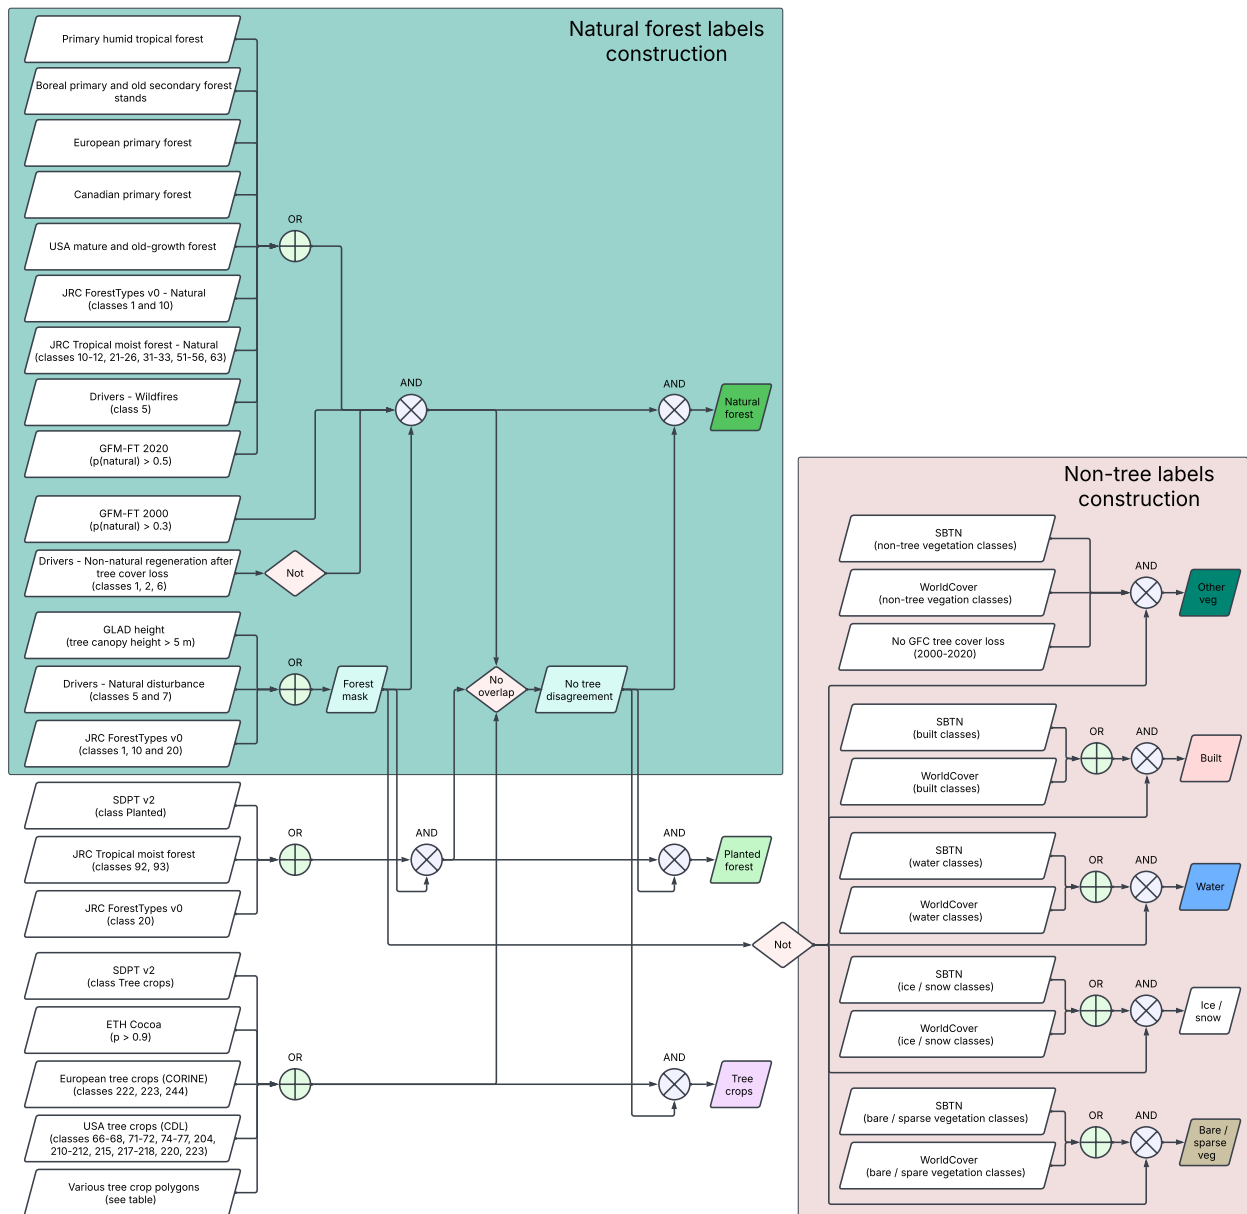 Natural forest labels
construction
Primary humid tropical forest
Boreal primary and old secondary forest
stands
European primary forest
Canadian primary forest
OR
USA mature and old-growth forest
JRC ForestTypes v0 - Natural
(classes 1 and 10)
JRC Tropical moist forest - Natural
(classes 10-12, 21-26, 31-33, 51-56, 63)
Drivers - Wildfires
(class 5)
AND
AND
Natural
forest
GFM-FT 2020
(p(natural) > 0.5)
GFM-FT 2000
(p(natural) > 0.3)
Drivers - Non-natural regeneration after
tree cover loss
(classes 1, 2, 6)
Not
GLAD height
(tree canopy height > 5 m)
Drivers - Natural disturbance
(classes 5 and 7)
OR
Forest
mask
No
overlap
No tree
disagreement
JRC ForestTypes v0
(classes 1, 10 and 20)
SDPT v2
(class Planted)
JRC Tropical moist forest
(classes 92, 93)
OR
AND
AND
Planted
forest
JRC ForestTypes v0
(class 20)
Not
SDPT v2
(class Tree crops)
ETH Cocoa
(p > 0.9)
European tree crops (CORINE)
(classes 222, 223, 244)
OR
AND
Tree
crops
USA tree crops (CDL)
(classes 66-68, 71-72, 74-77, 204,
210-212, 215, 217-218, 220, 223)
Various tree crop polygons
(see table)
Non-tree labels
construction
SBTN
(non-tree vegetation classes)
WorldCover
(non-tree vegation classes)
No GFC tree cover loss
(2000-2020)
AND
Other
veg
SBTN
(built classes)
WorldCover
(built classes)
OR
AND
Built
SBTN
(water classes)
WorldCover
(water classes)
OR
AND
Water
SBTN
(ice / snow classes)
WorldCover
(ice / snow classes)
OR
AND
Ice /
snow
SBTN
(bare / sparse vegetation classes)
WorldCover
(bare / spare vegetation classes)
OR
AND
Bare /
sparse
veg